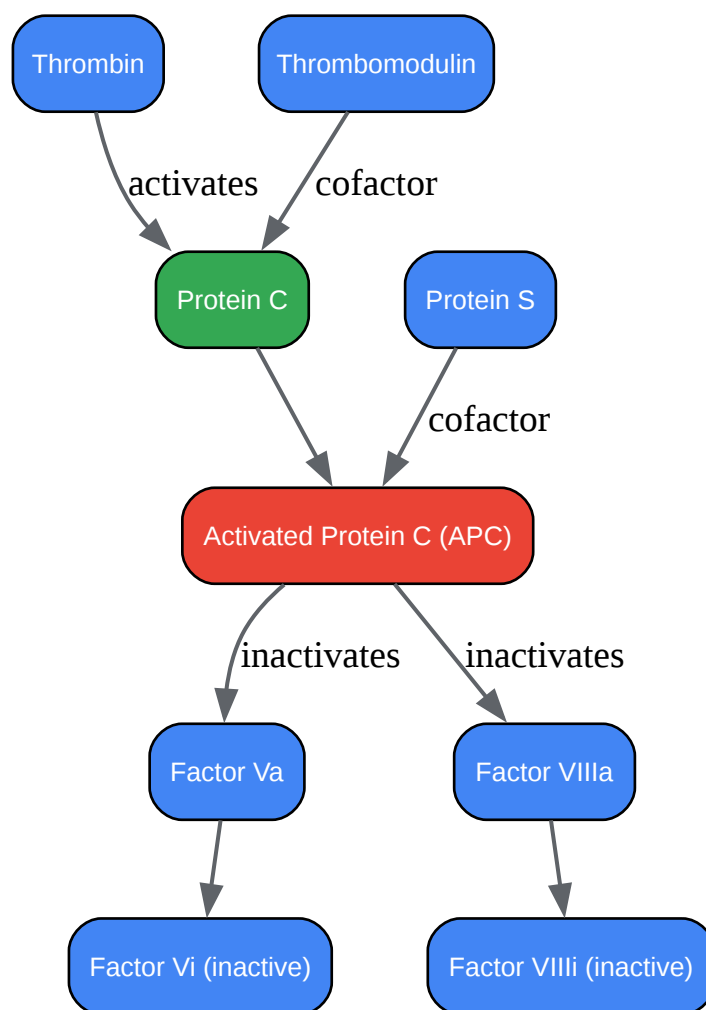 Thrombin
Thrombomodulin
activates
cofactor
Protein C
Protein S
cofactor
Activated Protein C (APC)
inactivates
inactivates
Factor Va
Factor VIIIa
Factor Vi (inactive)
Factor VIIIi (inactive)